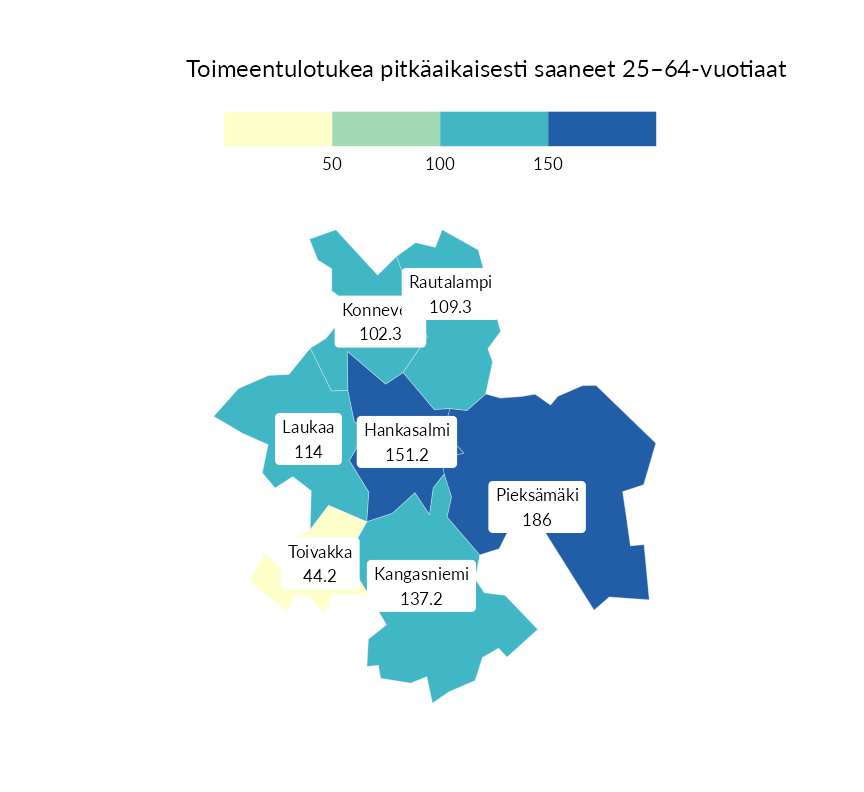 Toimeentulotukea pitkäaikaisesti saaneet 25–64-vuotiaat
50
100
150
Rautalampi
109.3
102.3
Laukaa
114
Hankasalmi
151.2
Pieksämäki
186
Toivakka
44.2
Kangasniemi
137.2